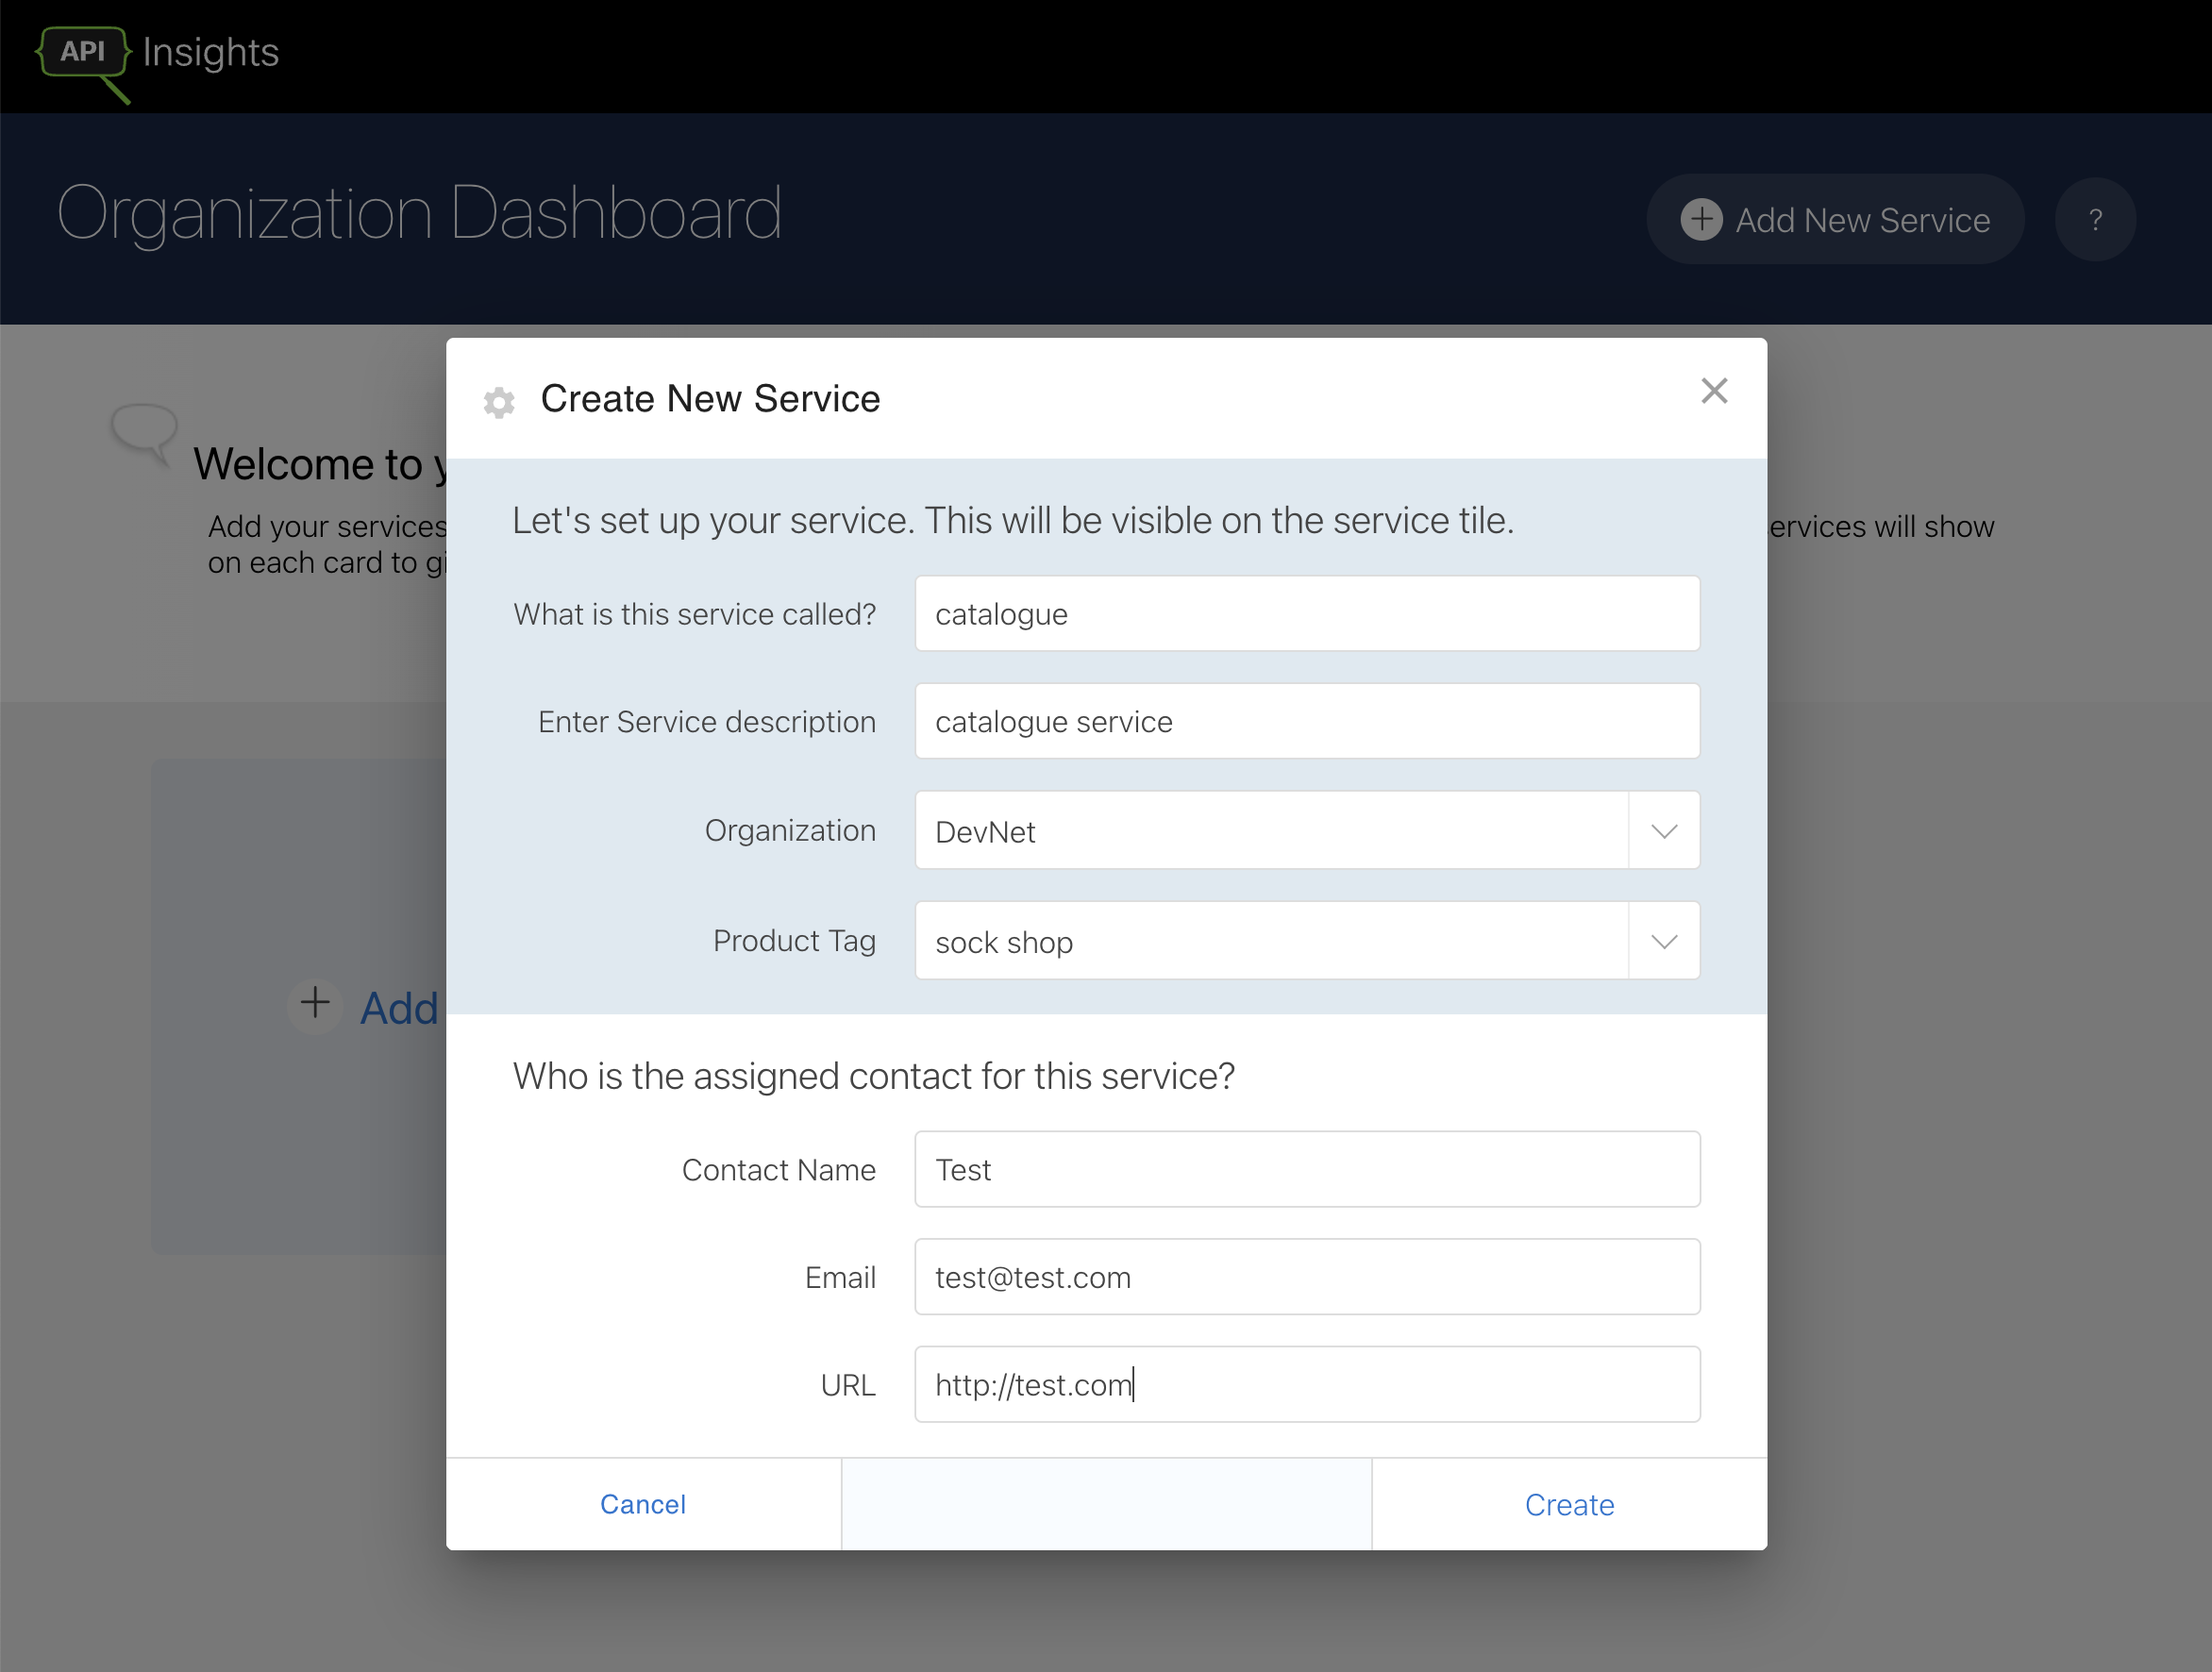 API Insights
Organization Dashboard
Add New Service
?
Create New Service
Welcome to
Let's set up your service. This will be visible on the service tile.
Add your services
services will show
on each card to
What is this service called?
catalogue
Enter Service description
catalogue service
Organization
DevNet
Product Tag
sock shop
Add
Who is the assigned contact for this service?
Contact Name
Test
Email
test@test.com
URL
http://test.com
Cancel
Create